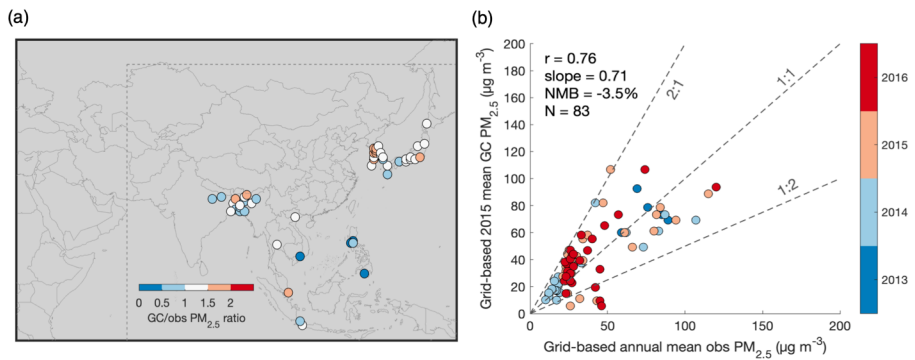 (a)
0 0.5 1 1.5 2
GC/obs PM2.5 ratio
(b)
Grid-based 2015 mean GC PM2.5 (µg m-3)
200
180
160
140
120
100
80
60
40
20
0
r = 0.76
slope = 0.71
NMB = -3.5%
N = 83
2:1
1:1
1:2
0 50 100 150 200
Grid-based annual mean obs PM2.5 (µg m-3)
2016
2015
2014
2013